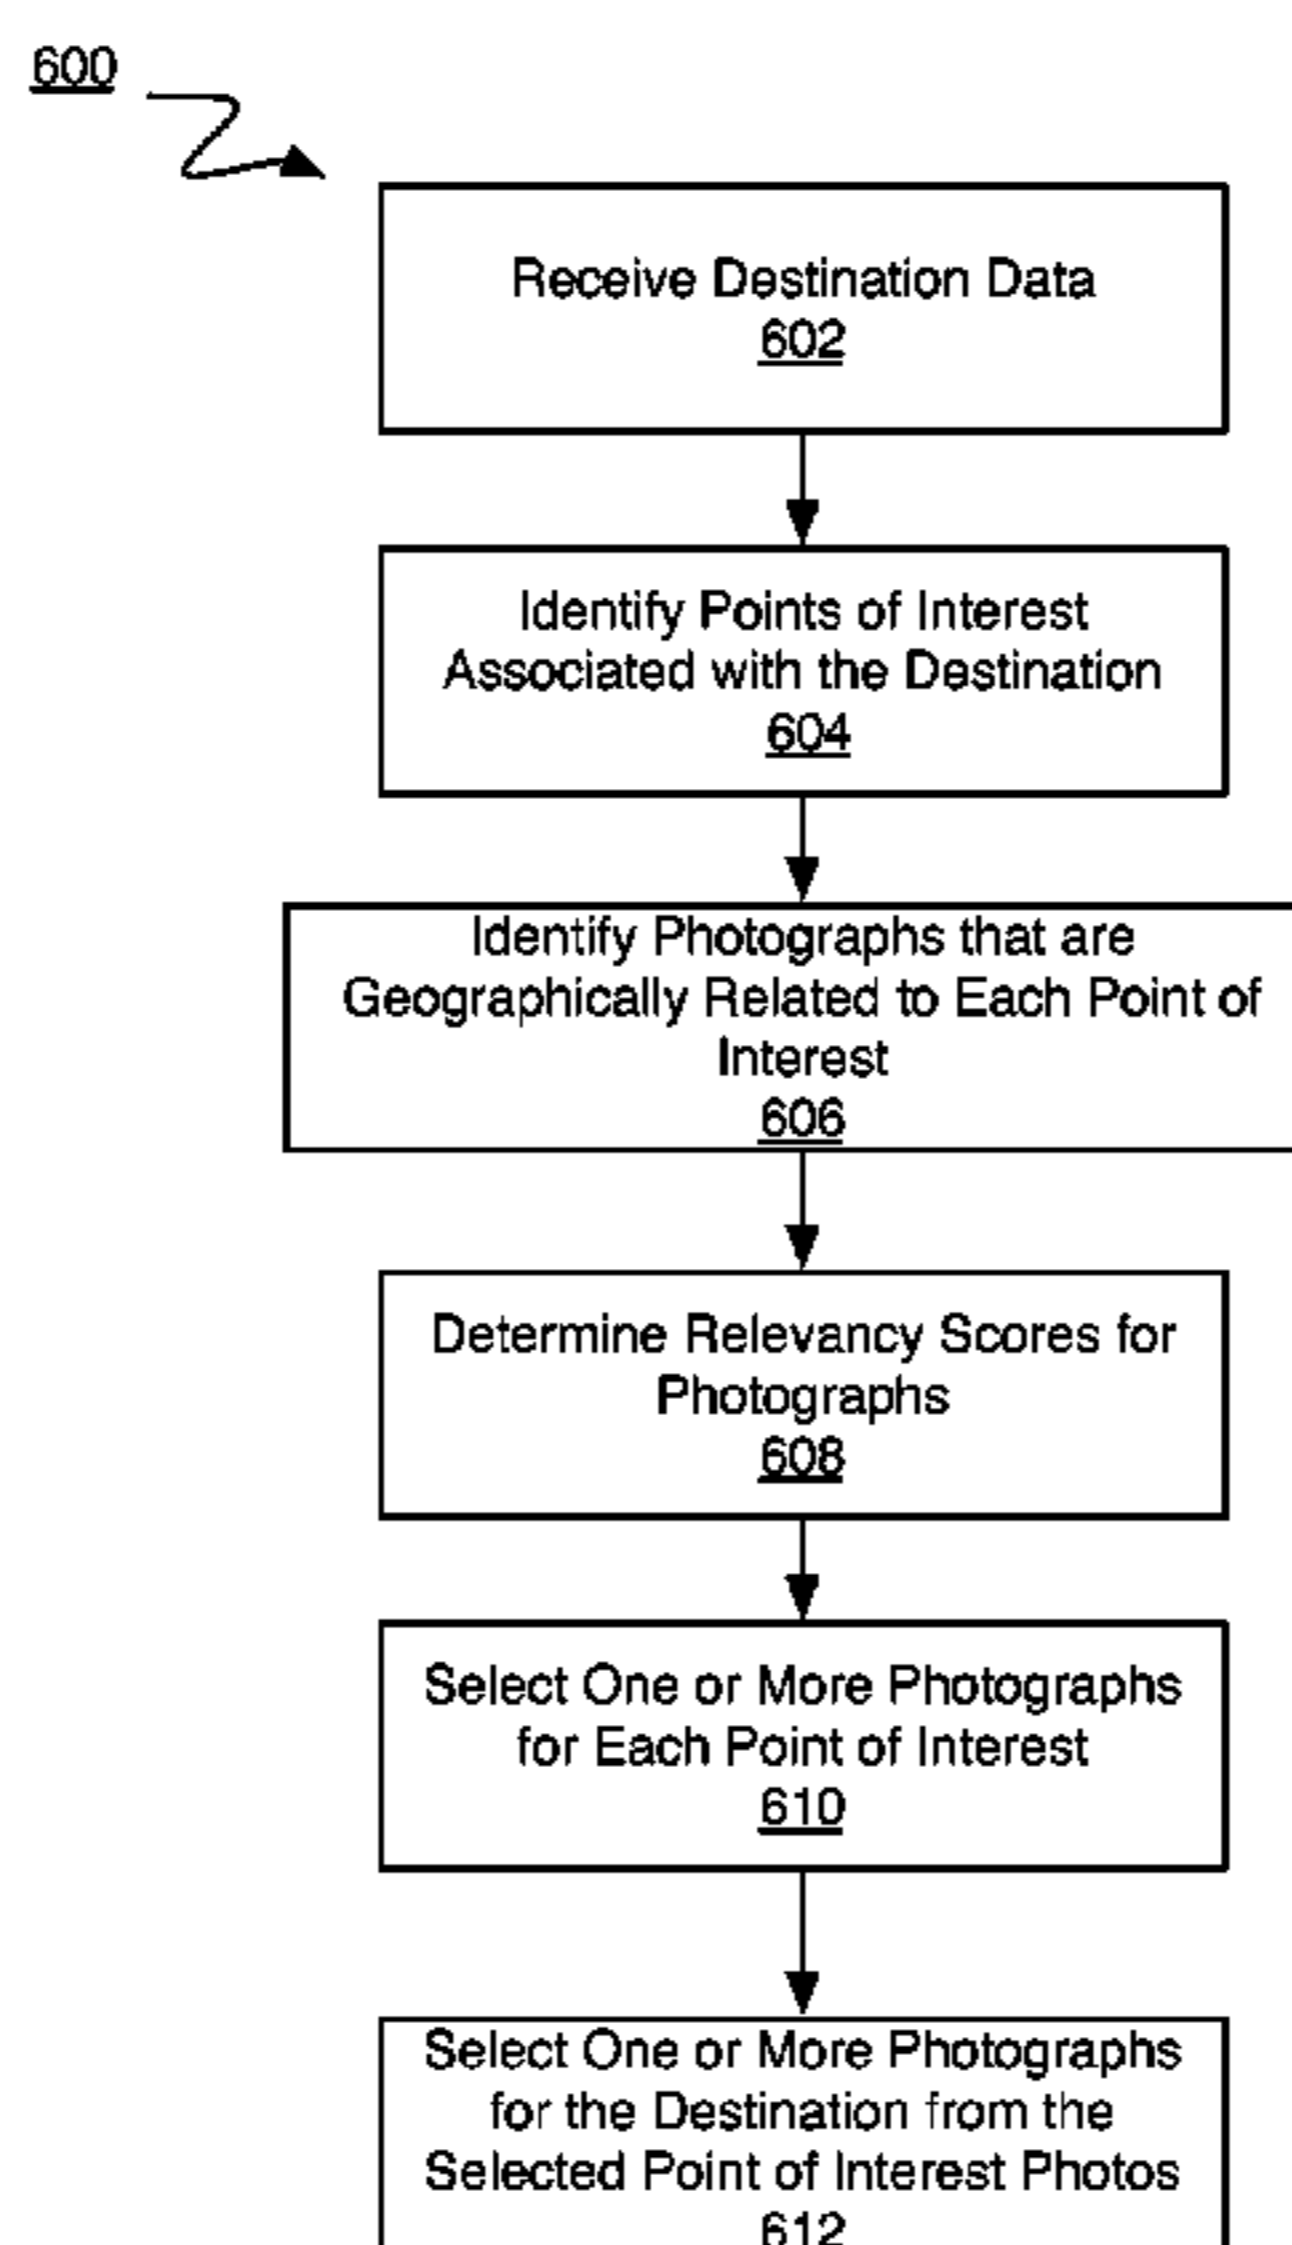 600
Receive Destination Data
602
Identify Points of Interest
Associated with the Destination
604
Identify Photographs that are
Geographically Related to Each Point of
Interest
606
Determine Relevancy Scores for
Photographs
608
Select One or More Photographs
for Each Point of Interest
610
Select One or More Photographs
for the Destination from the
Selected Point of Interest Photos
612